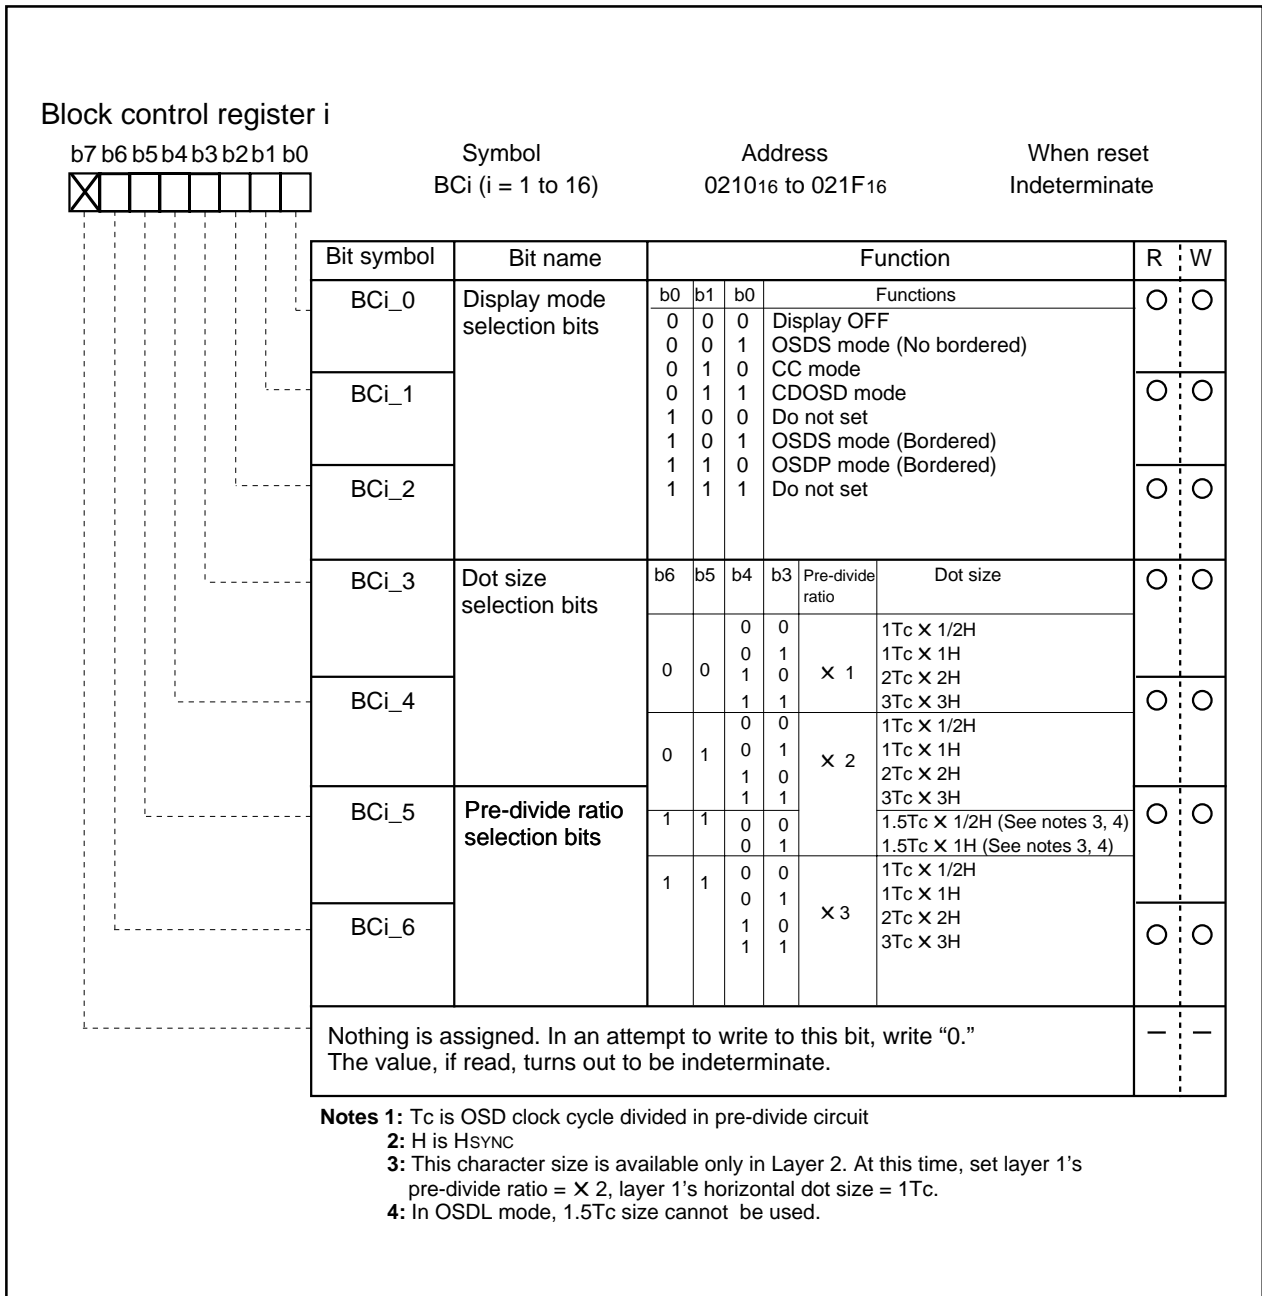 Block control register i
b7 b6 b5 b4 b3 b2 b1 b0
Symbol Address When reset
BCi (i = 1 to 16) 021016 to 021F16 Indeterminate
Bit symbol Bit name Function R W
BCi_0 Display mode selection bits
b0 b1 b0 Functions
0 0 0 Display OFF
0 0 1 OSDS mode (No bordered)
0 1 0 CC mode
0 1 1 CDOSD mode
1 0 0 Do not set
1 0 1 OSDS mode (Bordered)
1 1 0 OSDP mode (Bordered)
1 1 1 Do not set
BCi_1
BCi_2
BCi_3 Dot size selection bits
b6 b5 b4 b3 Pre-divide ratio Dot size
0 0 × 1
0 0 1Tc × 1/2H
0 1 1Tc × 1H
1 0 2Tc × 2H
1 1 3Tc × 3H
BCi_4
0 1 × 2
0 0 1Tc × 1/2H
0 1 1Tc × 1H
1 0 2Tc × 2H
1 1 3Tc × 3H
BCi_5 Pre-divide ratio selection bits
1 1 0 0 1.5Tc × 1/2H (See notes 3, 4)
0 1 1.5Tc × 1H (See notes 3, 4)
1 1 × 3
0 0 1Tc × 1/2H
0 1 1Tc × 1H
1 0 2Tc × 2H
1 1 3Tc × 3H
BCi_6
Nothing is assigned. In an attempt to write to this bit, write “0.” – –
The value, if read, turns out to be indeterminate.
Notes 1: Tc is OSD clock cycle divided in pre-divide circuit
2: H is HSYNC
3: This character size is available only in Layer 2. At this time, set layer 1's
pre-divide ratio = × 2, layer 1's horizontal dot size = 1Tc.
4: In OSDL mode, 1.5Tc size cannot be used.